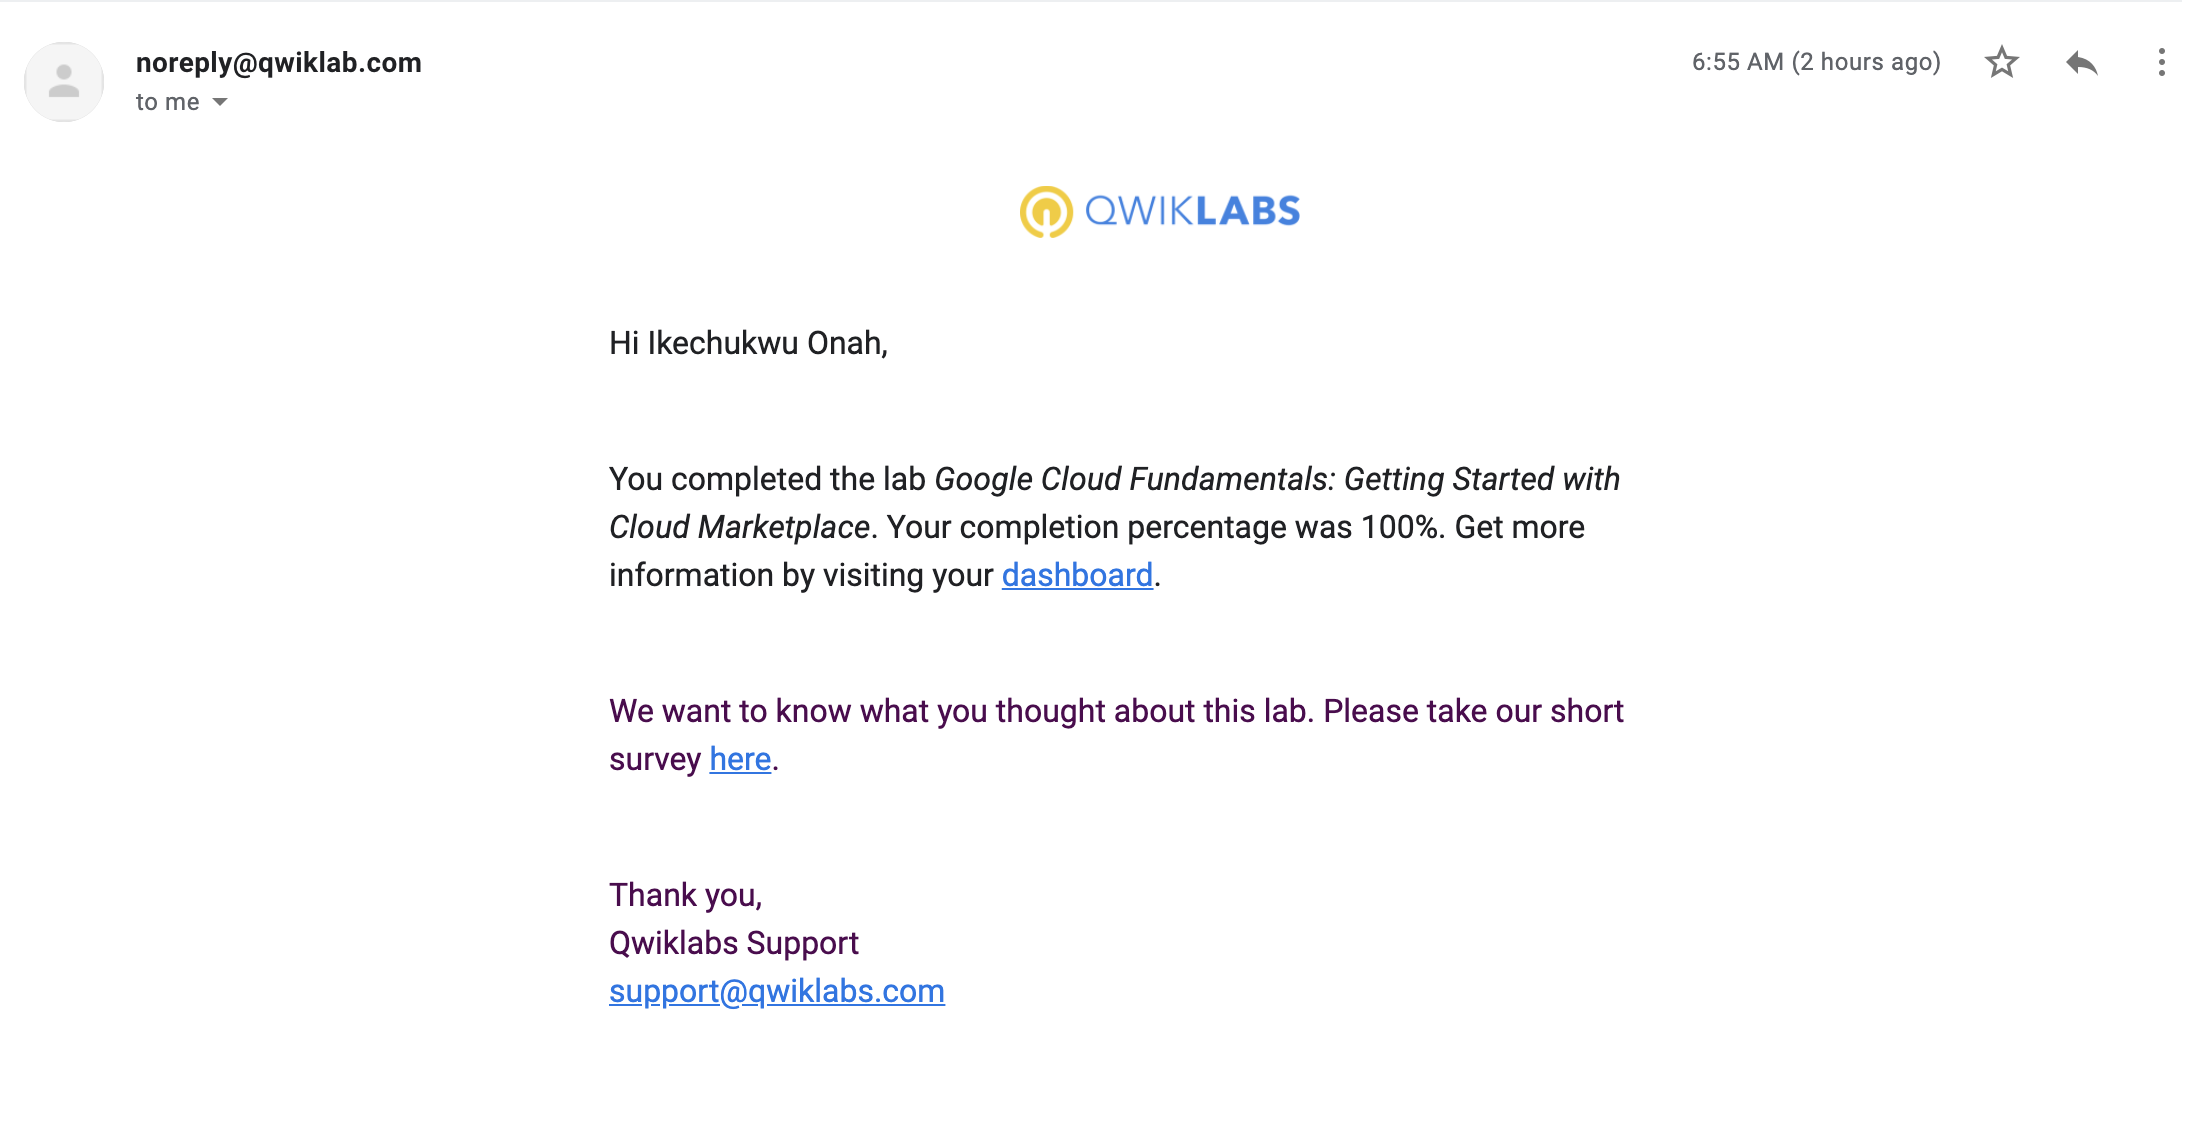 noreply@qwiklab.com
6:55 AM (2 hours ago)
to me
QWIKLABS
Hi Ikechukwu Onah,
You completed the lab Google Cloud Fundamentals: Getting Started with
Cloud Marketplace. Your completion percentage was 100%. Get more
information by visiting your dashboard.
We want to know what you thought about this lab. Please take our short
survey here.
Thank you,
Qwiklabs Support
support@qwiklabs.com